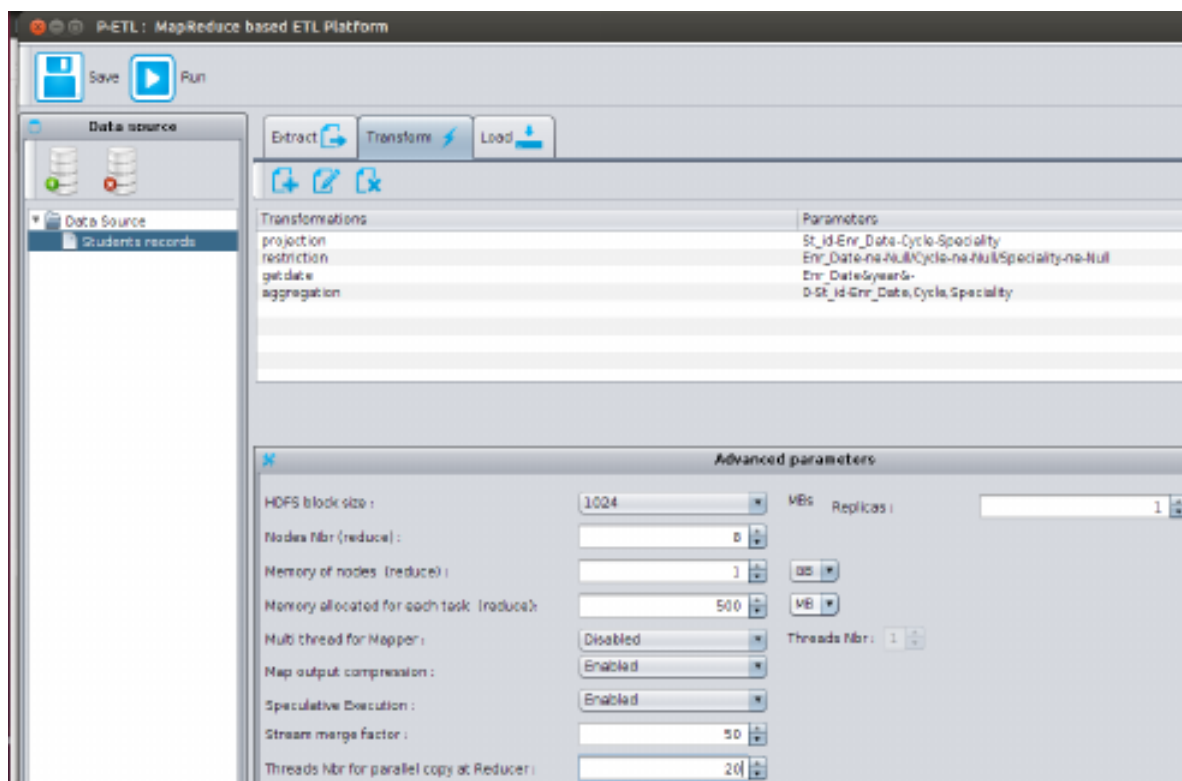 P-ETL : MapReduce based ETL Platform
Save Run
Data source
Extract Transform Load
Data Source
Students records
Transformations Parameters
projection St_id-Enr_Date-Cycle-Speciality
restriction Enr_Date-ne-Null/Cycle-ne-Null/Speciality-ne-Null
getdate Enr_Date&year&-
aggregation D-St_id-Enr_Date,Cycle,Speciality
Advanced parameters
HDFS block size : 1024 MBs Replicas : 1
Nodes Nbr (reduce) : 8
Memory of nodes (reduce) : 1 GB
Memory allocated for each task (reduce): 500 MB
Multi thread for Mapper : Disabled Threads Nbr : 1
Map output compression : Enabled
Speculative Execution : Enabled
Stream merge factor : 50
Threads Nbr for parallel copy at Reducer : 20